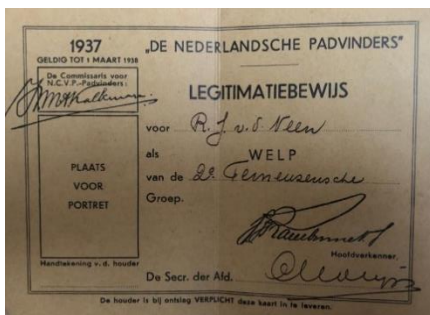 1937
GELDIG TOT 1 MAART 1938
De Commissaris voor
N.C.V.P.-Padvinders:
PLAATS
VOOR
PORTRET
Handtekening v. d. houder
„DE NEDERLANDSCHE PADVINDERS"
LEGITIMATIEBEWIJS
voor R. J. v. d. Veen
als WELP
van de 2e Terneuzensche
Groep.
Hoofdverkenner,
De Secr. der Afd.
De houder is bij ontslag VERPLICHT deze kaart in te leveren.